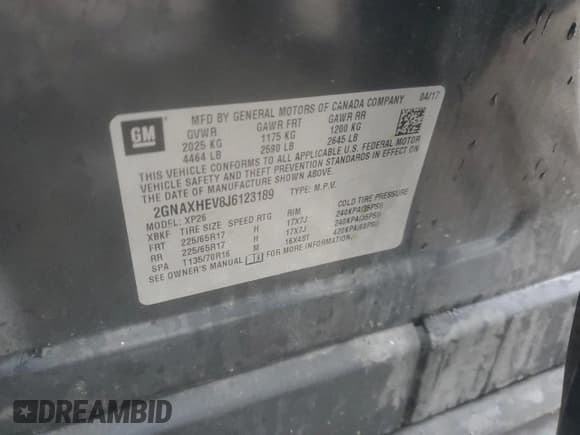 GM
MFD BY GENERAL MOTORS OF CANADA COMPANY 04/17
GVWR GAWR FRT GAWR RR
2025 KG 1175 KG 1200 KG
4464 LB 2590 LB 2645 LB
THIS VEHICLE CONFORMS TO ALL APPLICABLE U.S. FEDERAL MOTOR
VEHICLE SAFETY AND THEFT PREVENTION STANDARDS IN EFFECT ON
THE DATE OF MANUFACTURE SHOWN ABOVE.
2GNAXHEV8J6123189 TYPE: M.P.V.
MODEL: XP26
XBKF TIRE SIZE SPEED RTG RIM COLD TIRE PRESSURE
FRT 225/65R17 H 17X7J 240KPA(35PSI)
RR 225/65R17 H 17X7J 240KPA(35PSI)
SPA T135/70R16 M 16X4ST 420KPA(60PSI)
SEE OWNER'S MANUAL FOR ADDITIONAL INFORMATION.
DREAMBID